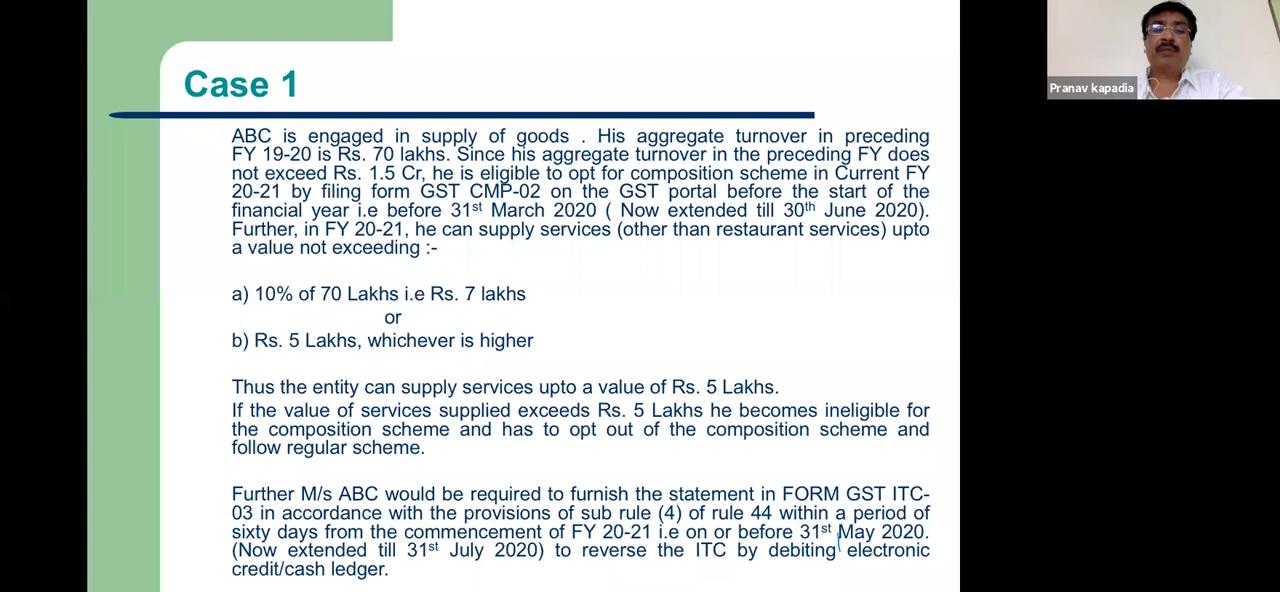 Case 1
Pranav kapadia
ABC is engaged in supply of goods . His aggregate turnover in preceding
FY 19-20 is Rs. 70 lakhs. Since his aggregate turnover in the preceding FY does
not exceed Rs. 1.5 Cr, he is eligible to opt for composition scheme in Current FY
20-21 by filing form GST CMP-02 on the GST portal before the start of the
financial year i.e before 31st March 2020 ( Now extended till 30th June 2020).
Further, in FY 20-21, he can supply services (other than restaurant services) upto
a value not exceeding :-
a) 10% of 70 Lakhs i.e Rs. 7 lakhs
or
b) Rs. 5 Lakhs, whichever is higher
Thus the entity can supply services upto a value of Rs. 5 Lakhs.
If the value of services supplied exceeds Rs. 5 Lakhs he becomes ineligible for
the composition scheme and has to opt out of the composition scheme and
follow regular scheme.
Further M/s ABC would be required to furnish the statement in FORM GST ITC-
03 in accordance with the provisions of sub rule (4) of rule 44 within a period of
sixty days from the commencement of FY 20-21 i.e on or before 31st May 2020.
(Now extended till 31st July 2020) to reverse the ITC by debiting electronic
credit/cash ledger.